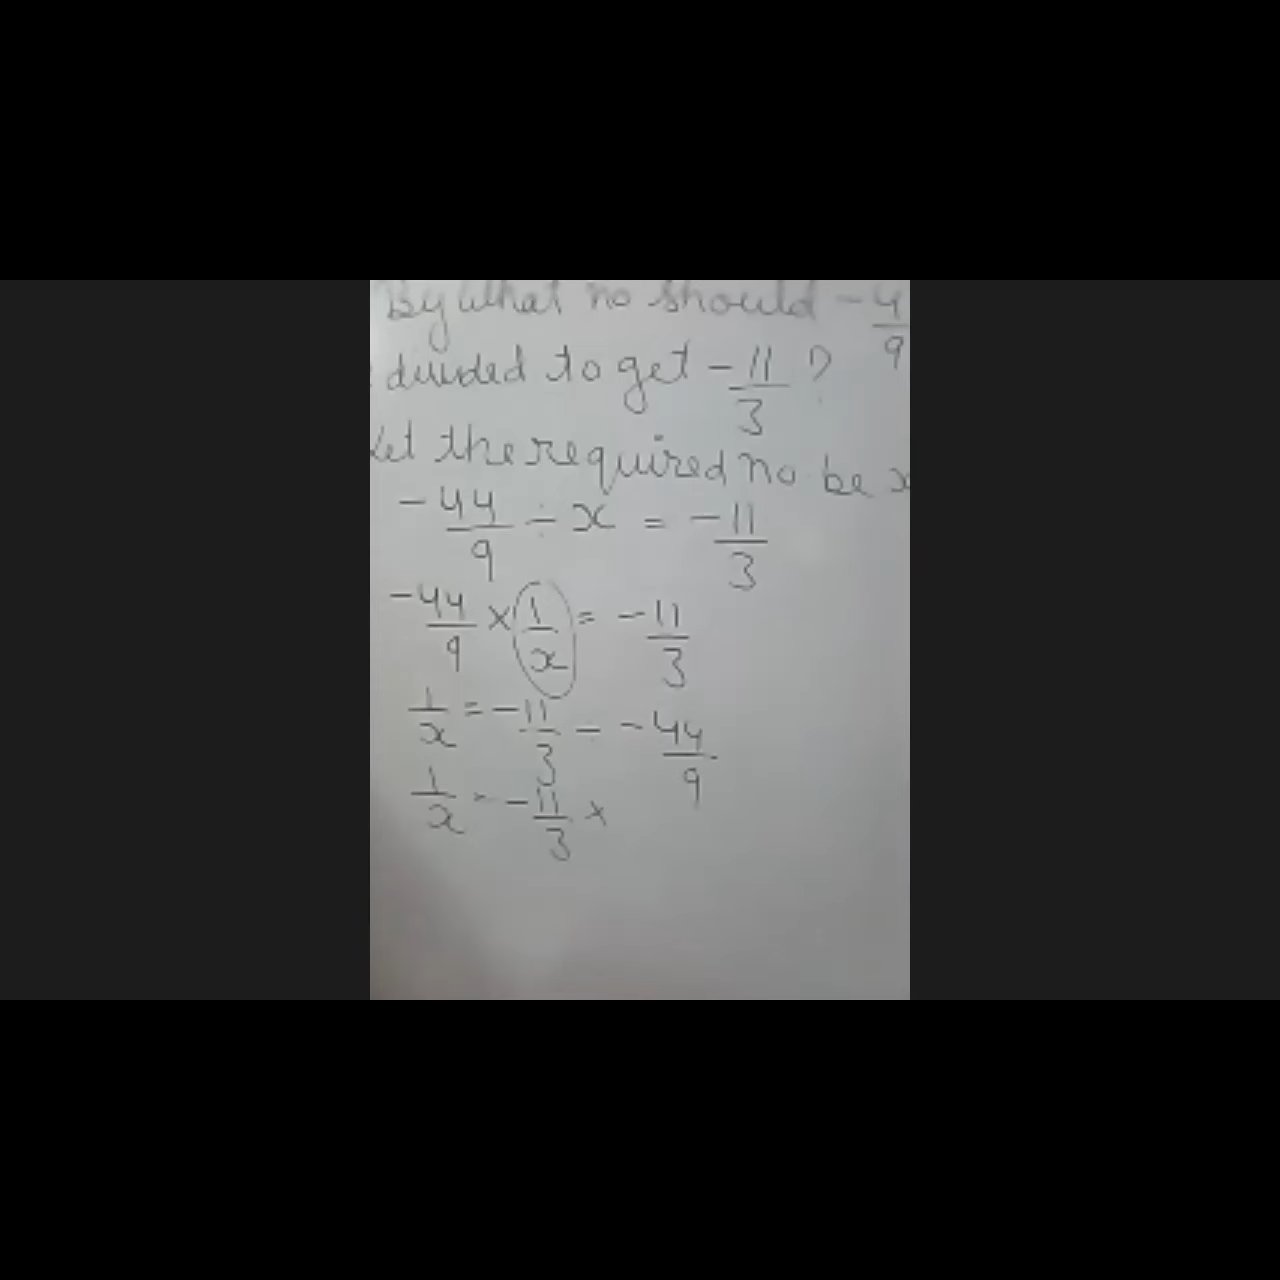 By what no should -4/9
divided to get -11/3 ?
Let the required no be x
-44/9 ÷ x = -11/3
-44/9 × 1/x = -11/3
1/x = -11/3 ÷ -44/9
1/x = -11/3 ×